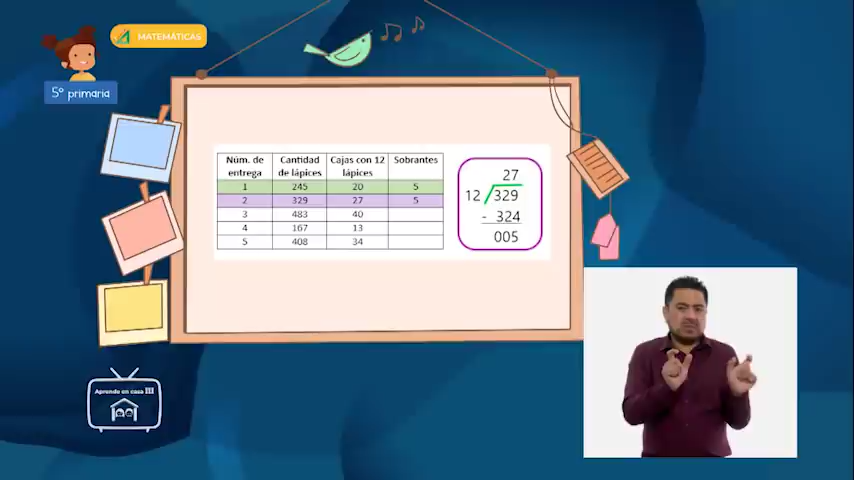 MATEMÁTICAS
5° primaria
Núm. de entrega Cantidad de lápices Cajas con 12 lápices Sobrantes
1 245 20 5
2 329 27 5
3 483 40
4 167 13
5 408 34
27
12 329
- 324
005
Aprende en casa III